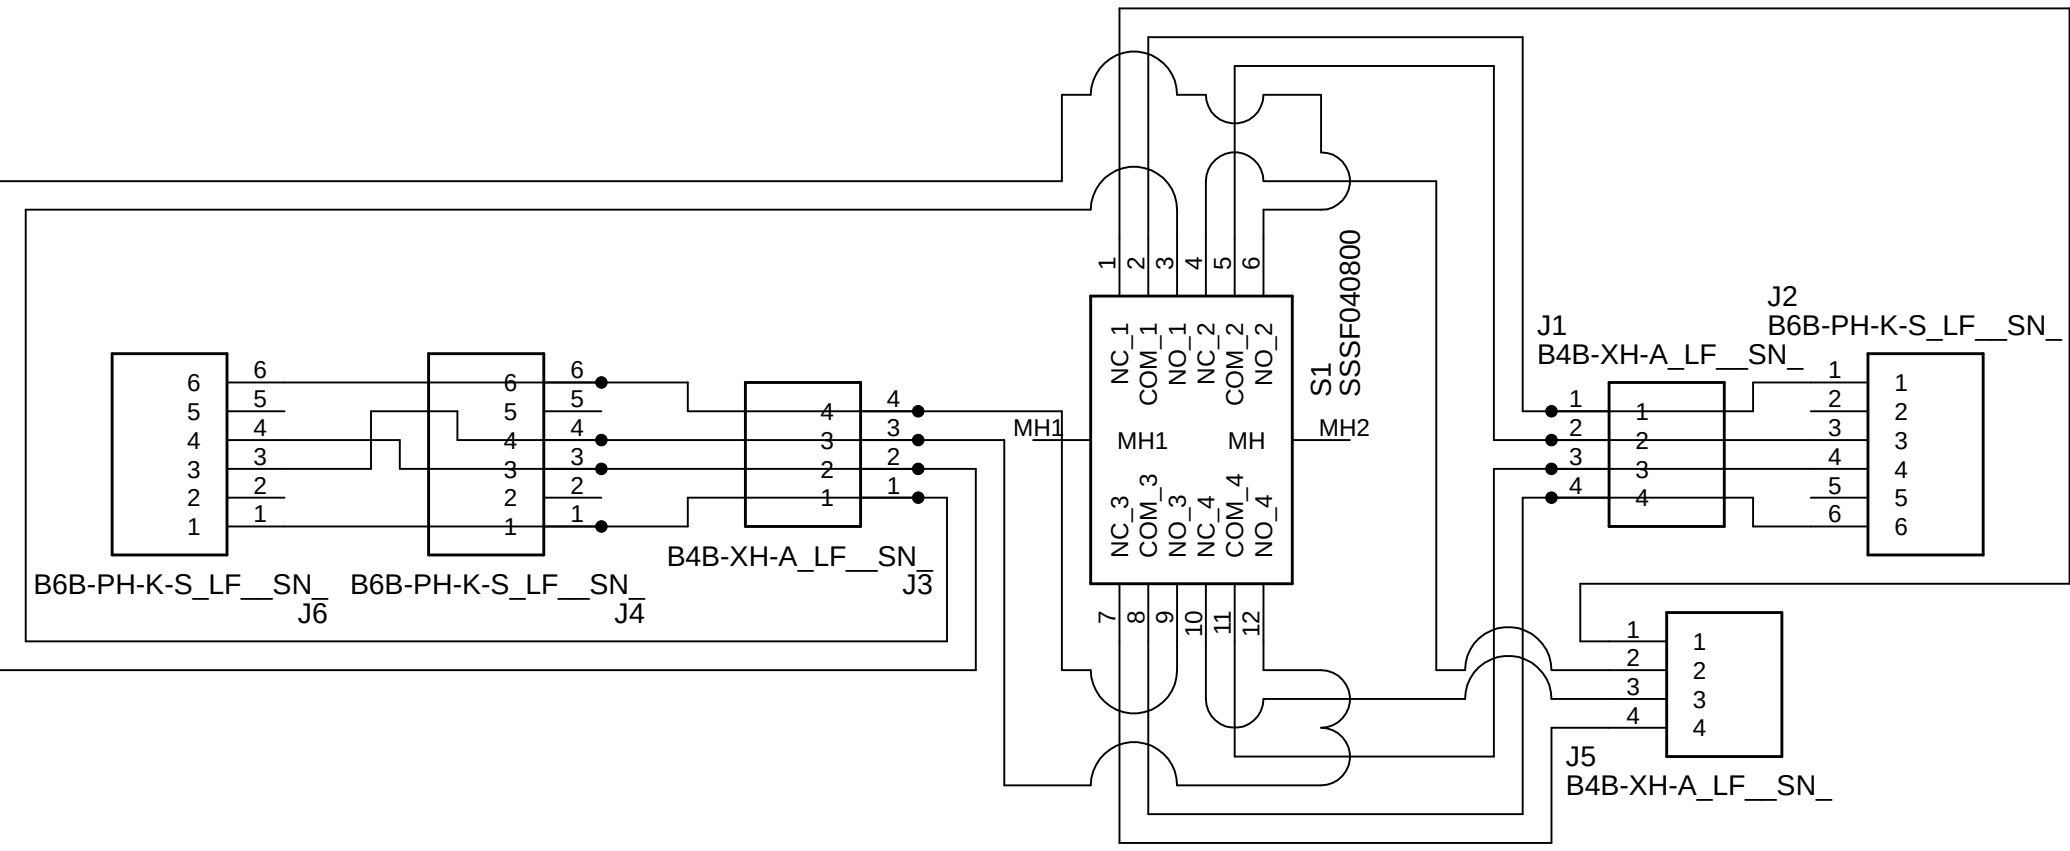 J6
B6B-PH-K-S_LF__SN_
6
5
4
3
2
1
6
5
4
3
2
1
J4
B6B-PH-K-S_LF__SN_
6
5
4
3
2
1
6
5
4
3
2
1
B4B-XH-A_LF__SN_
J3
4
3
2
1
4
3
2
1
1
2
3
4
5
6
NC_1
COM_1
NO_1
NC_2
COM_2
NO_2
S1
SSSF040800
MH1
MH1
MH
MH2
NC_3
COM_3
NO_3
NC_4
COM_4
NO_4
7
8
9
10
11
12
J1
B4B-XH-A_LF__SN_
1
2
3
4
1
2
3
4
J2
B6B-PH-K-S_LF__SN_
1
2
3
4
5
6
1
2
3
4
5
6
1
2
3
4
1
2
3
4
J5
B4B-XH-A_LF__SN_